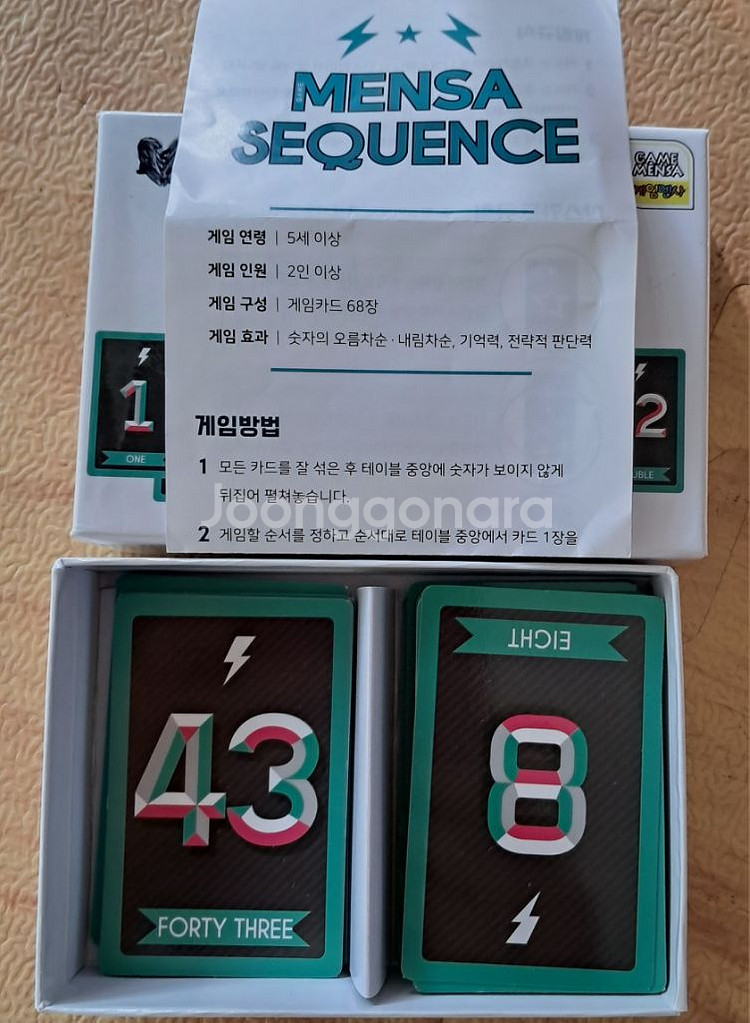 MENSA
SEQUENCE
GAME
MENSA
게임멘사
게임 연령 | 5세 이상
게임 인원 | 2인 이상
게임 구성 | 게임카드 68장
게임 효과 | 숫자의 오름차순 · 내림차순, 기억력, 전략적 판단력
1
ONE
2
UBLE
게임방법
1 모든 카드를 잘 섞은 후 테이블 중앙에 숫자가 보이지 않게
뒤집어 펼쳐놓습니다.
Joonggonara
2 게임할 순서를 정하고 순서대로 테이블 중앙에서 카드 1장을
43
FORTY THREE
EIGHT
8